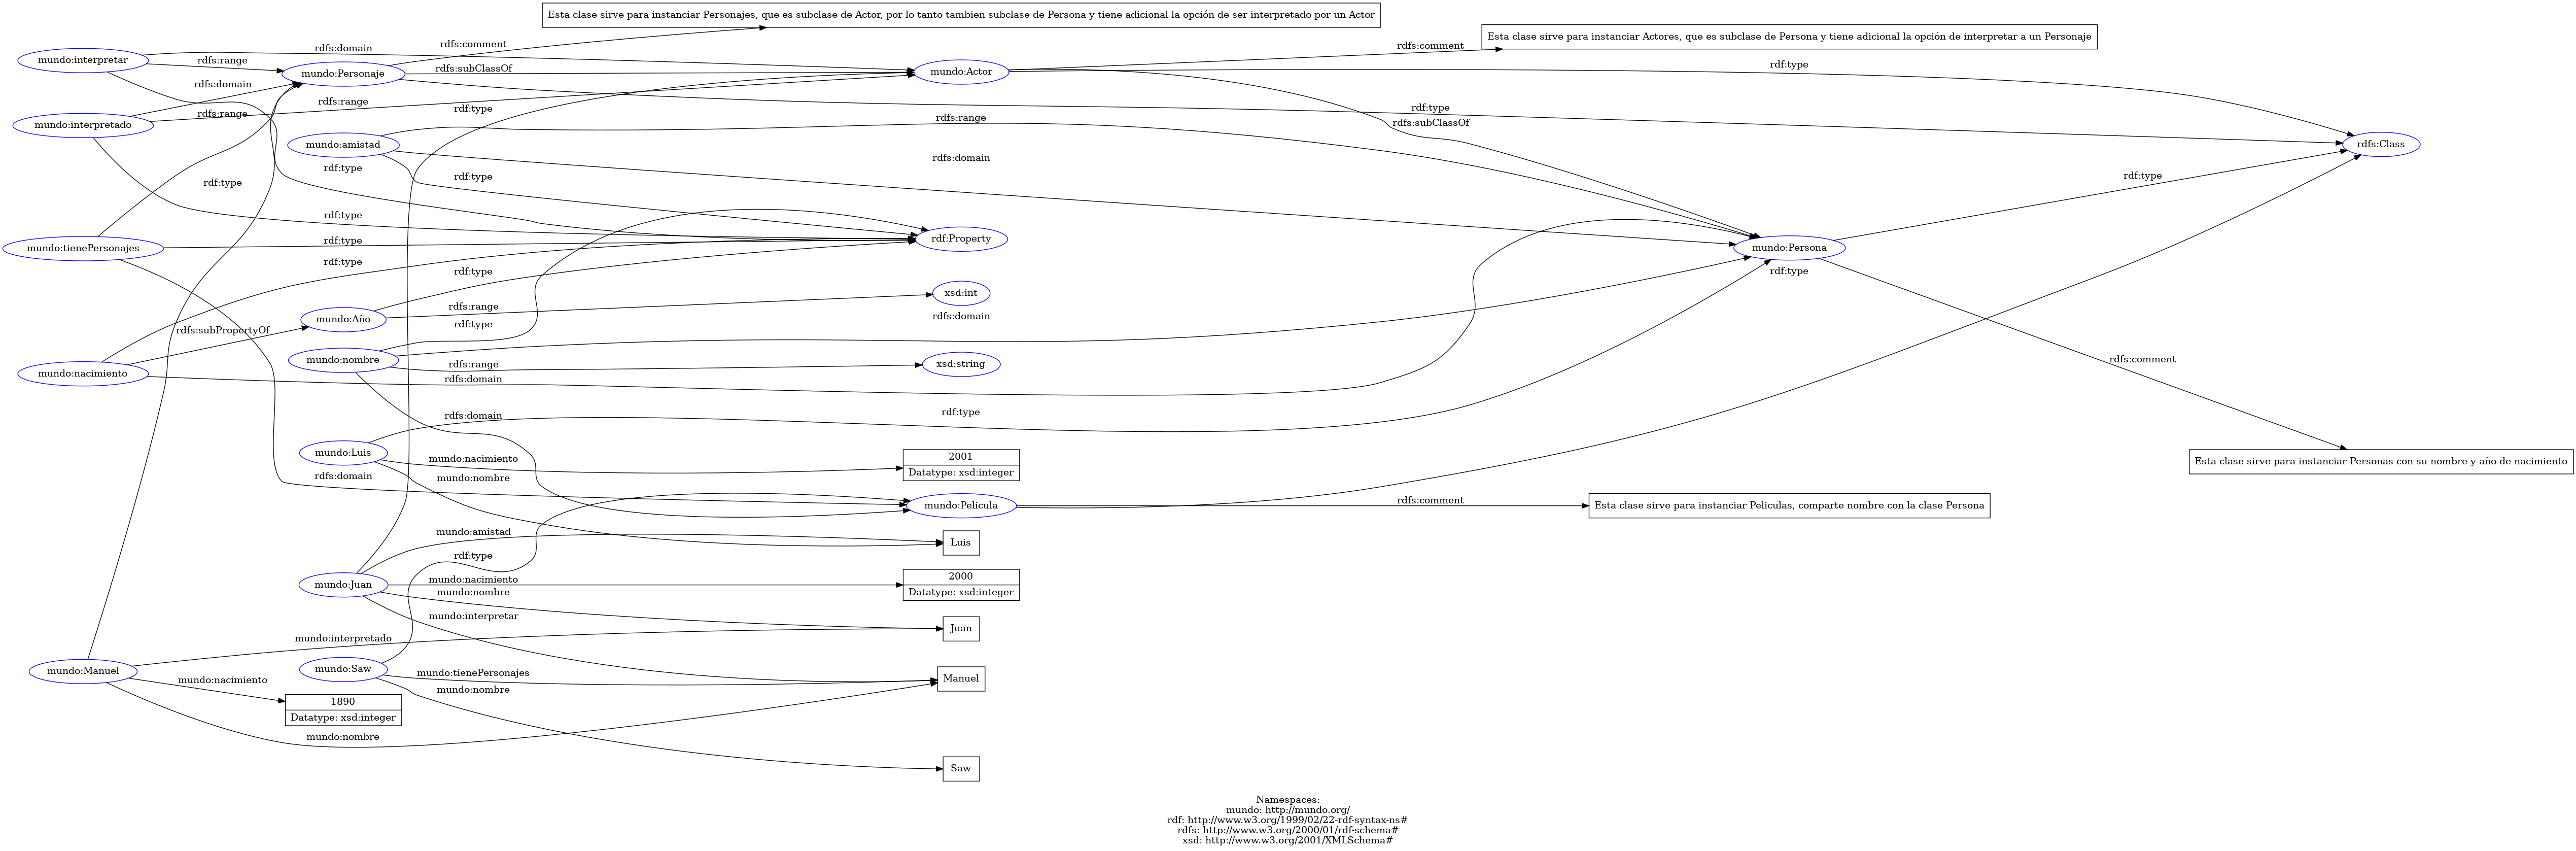 Esta clase sirve para instanciar Personajes, que es subclase de Actor, por lo tanto tambien subclase de Persona y tiene adicional la opción de ser interpretado por un Actor
Esta clase sirve para instanciar Actores, que es subclase de Persona y tiene adicional la opción de interpretar a un Personaje
rdfs:comment
rdfs:domain
rdfs:comment
mundo:interpretar
rdfs:range
rdfs:subClassOf
mundo:Personaje
mundo:Actor
rdf:type
rdfs:domain
rdfs:range
rdf:type
rdf:type
rdfs:range
mundo:interpretado
rdfs:range
rdfs:subClassOf
mundo:amistad
rdfs:Class
rdfs:domain
rdf:type
rdf:type
rdf:type
rdf:type
rdf:type
mundo:tienePersonajes
rdf:type
rdf:Property
mundo:Persona
rdf:type
rdf:type
rdf:type
xsd:int
rdfs:range
mundo:Año
rdfs:domain
rdfs:subPropertyOf
rdf:type
mundo:nombre
rdfs:range
xsd:string
rdfs:comment
mundo:nacimiento
rdfs:domain
rdfs:domain
rdf:type
mundo:Luis
mundo:nacimiento
2001
Datatype: xsd:integer
Esta clase sirve para instanciar Personas con su nombre y año de nacimiento
rdfs:domain
mundo:nombre
mundo:Pelicula
rdfs:comment
Esta clase sirve para instanciar Peliculas, comparte nombre con la clase Persona
mundo:amistad
Luis
rdf:type
mundo:Juan
mundo:nacimiento
2000
Datatype: xsd:integer
mundo:nombre
mundo:interpretar
Juan
mundo:interpretado
mundo:Manuel
mundo:Saw
mundo:tienePersonajes
Manuel
mundo:nacimiento
mundo:nombre
1890
Datatype: xsd:integer
mundo:nombre
Saw
Namespaces:
mundo: http://mundo.org/
rdf: http://www.w3.org/1999/02/22-rdf-syntax-ns#
rdfs: http://www.w3.org/2000/01/rdf-schema#
xsd: http://www.w3.org/2001/XMLSchema#